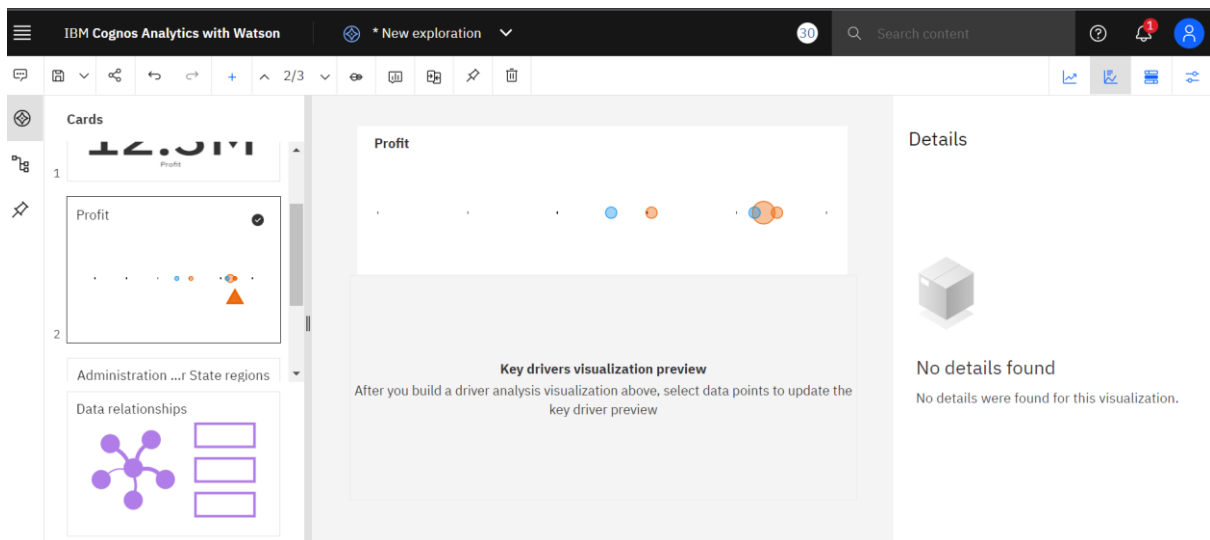 IBM Cognos Analytics with Watson
* New exploration
30
Search content
1
2/3
Cards
12.3M
Profit
1
Profit
2
Administration ...r State regions
Data relationships
Profit
Key drivers visualization preview
After you build a driver analysis visualization above, select data points to update the
key driver preview
Details
No details found
No details were found for this visualization.